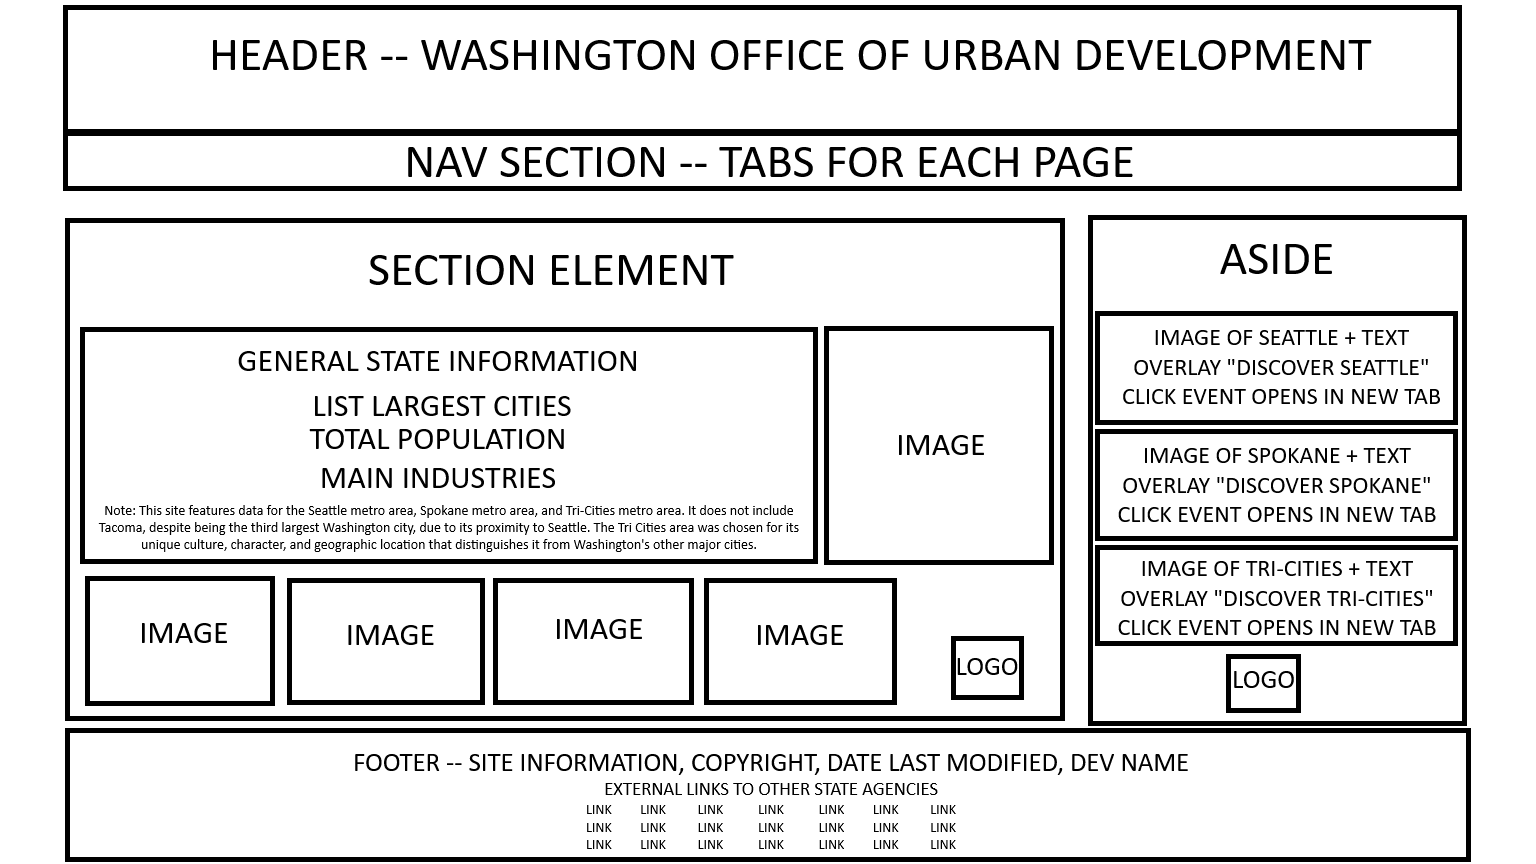 HEADER -- WASHINGTON OFFICE OF URBAN DEVELOPMENT
NAV SECTION -- TABS FOR EACH PAGE
SECTION ELEMENT
GENERAL STATE INFORMATION
LIST LARGEST CITIES
TOTAL POPULATION
MAIN INDUSTRIES
Note: This site features data for the Seattle metro area, Spokane metro area, and Tri-Cities metro area. It does not include
Tacoma, despite being the third largest Washington city, due to its proximity to Seattle. The Tri Cities area was chosen for its
unique culture, character, and geographic location that distinguishes it from Washington's other major cities.
IMAGE
IMAGE
IMAGE
IMAGE
IMAGE
LOGO
ASIDE
IMAGE OF SEATTLE + TEXT
OVERLAY "DISCOVER SEATTLE"
CLICK EVENT OPENS IN NEW TAB
IMAGE OF SPOKANE + TEXT
OVERLAY "DISCOVER SPOKANE"
CLICK EVENT OPENS IN NEW TAB
IMAGE OF TRI-CITIES + TEXT
OVERLAY "DISCOVER TRI-CITIES"
CLICK EVENT OPENS IN NEW TAB
LOGO
FOOTER -- SITE INFORMATION, COPYRIGHT, DATE LAST MODIFIED, DEV NAME
EXTERNAL LINKS TO OTHER STATE AGENCIES
LINK LINK LINK LINK LINK LINK LINK
LINK LINK LINK LINK LINK LINK LINK
LINK LINK LINK LINK LINK LINK LINK